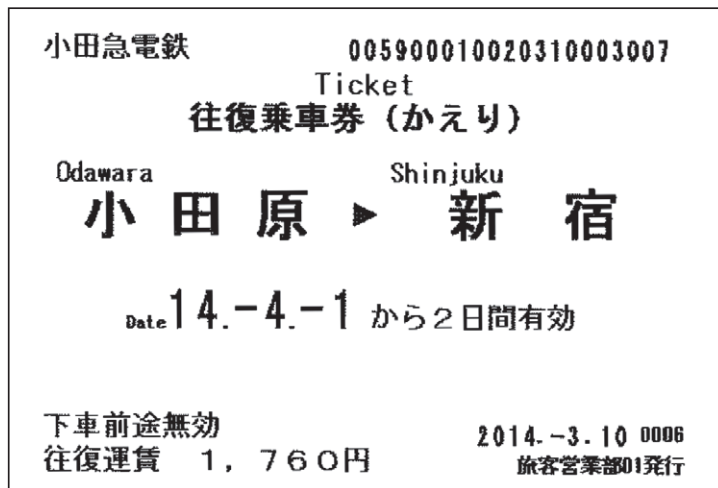 小田急電鉄 005900010020310003007
Ticket
往復乗車券(かえり)
Odawara Shinjuku
小田原 ▶ 新宿
Date 14.-4.-1 から2日間有効
下車前途無効
往復運賃 1,760円
2014.-3.10 0006
旅客営業部01発行